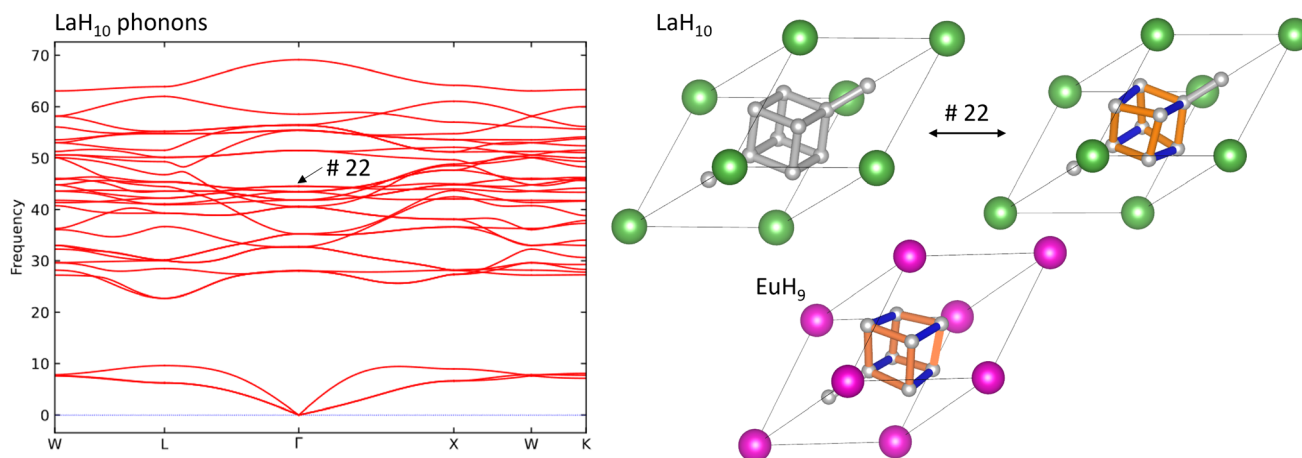 LaH₁₀ phonons
Frequency
70
60
50
40
30
20
10
0
W
L
Γ
X
W
K
# 22
LaH₁₀
# 22
EuH₉